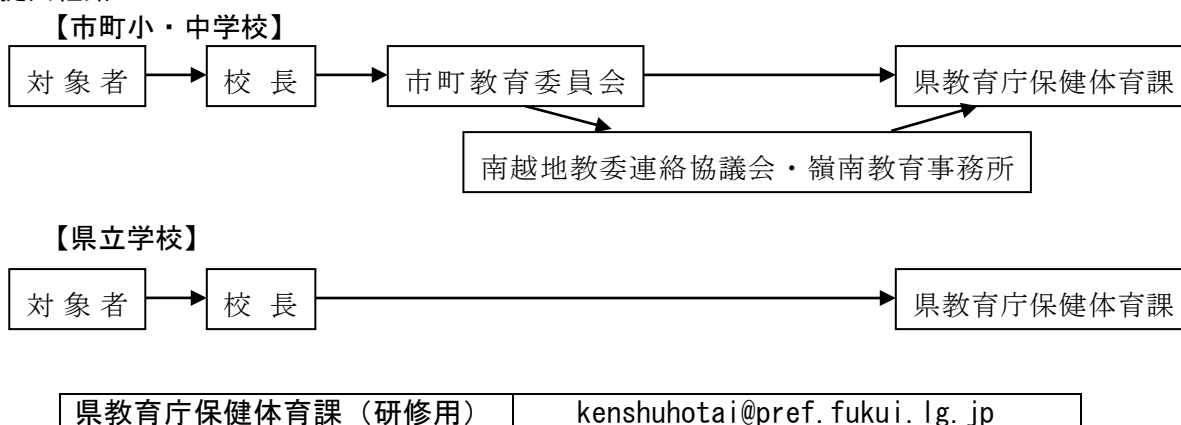 【市町小・中学校】
対象者 校長 市町教育委員会 県教育庁保健体育課
南越地教委連絡協議会・嶺南教育事務所
【県立学校】
対象者 校長 県教育庁保健体育課
県教育庁保健体育課（研修用） kenshuhotai@pref.fukui.lg.jp